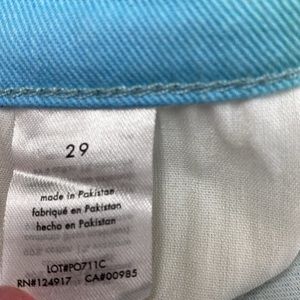 29
made in Pakistan
fabriqué en Pakistan
hecho en Pakistan
LOT#PO711C
RN#124917 CA#00985